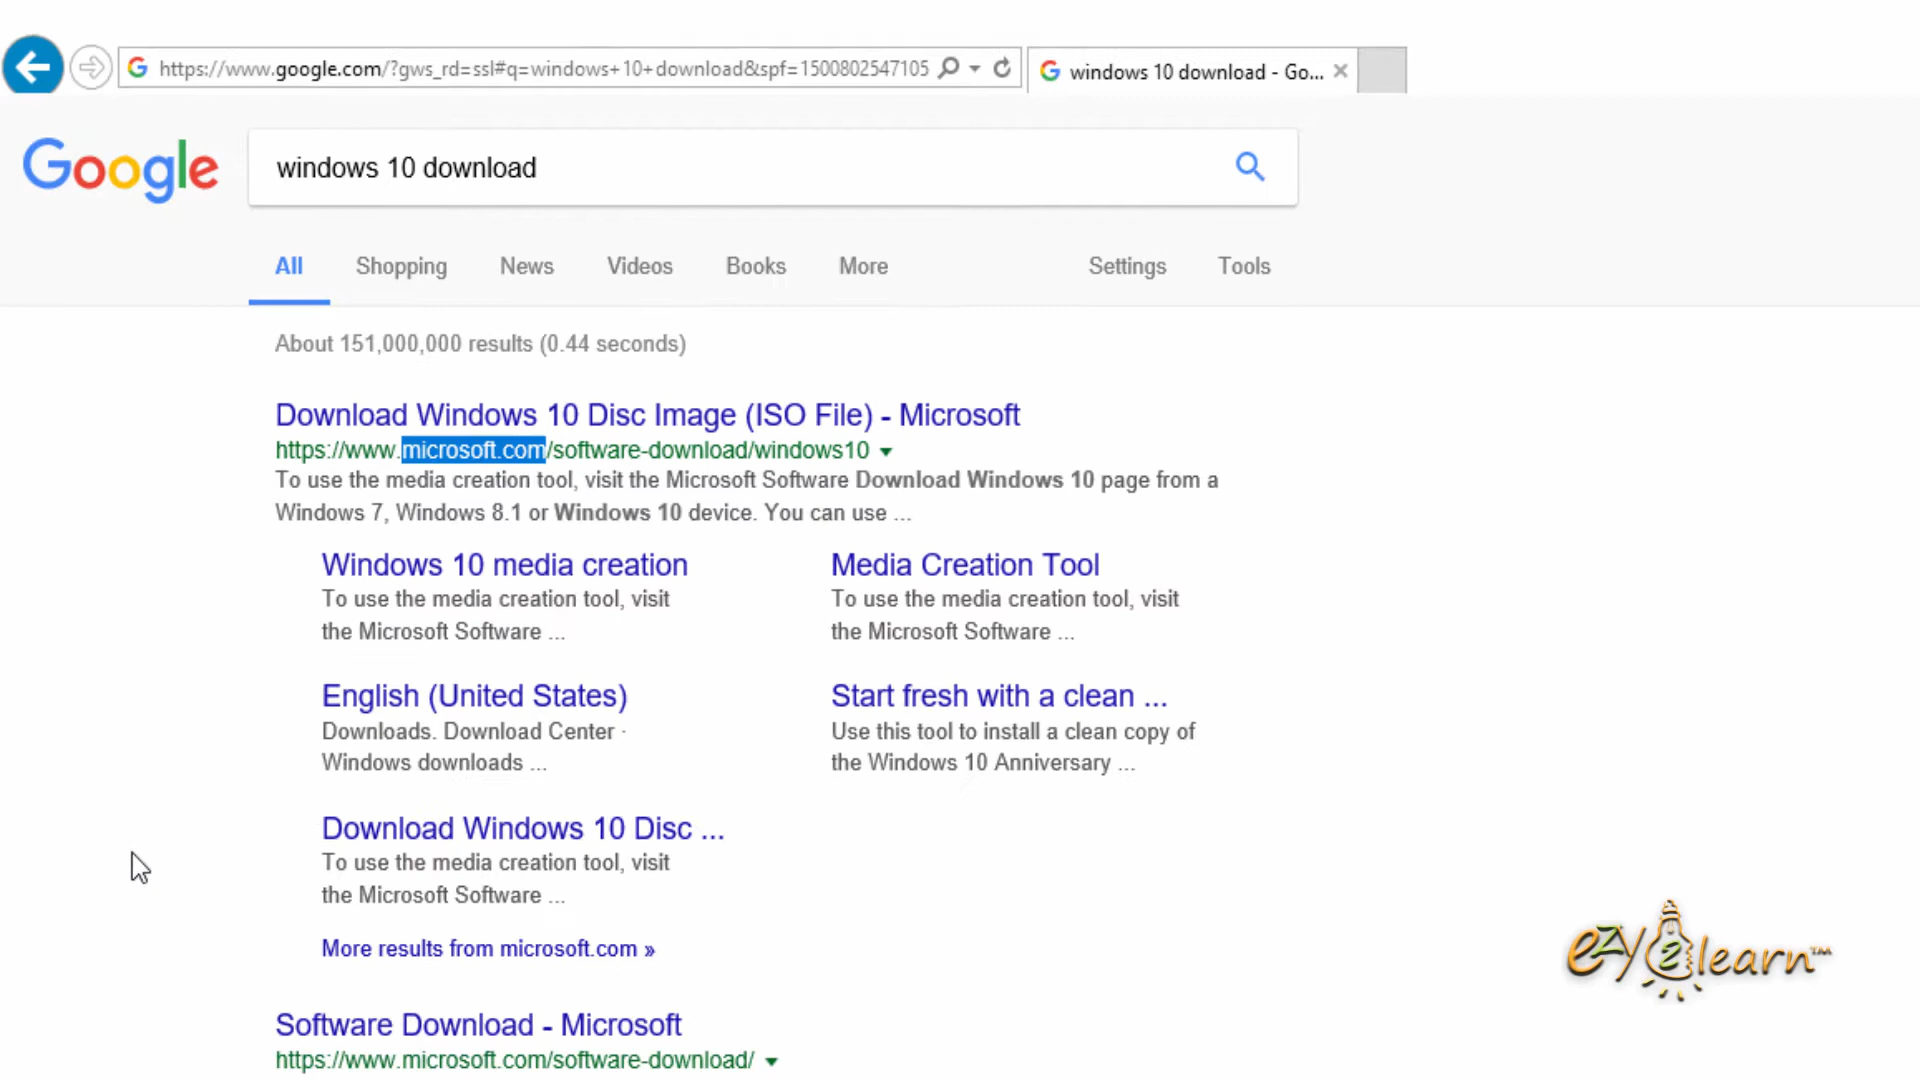 https://www.google.com/?gws_rd=ssl#q=windows+10+download&spf=1500802547105
windows 10 download - Go...
Google
windows 10 download
All Shopping News Videos Books More Settings Tools
About 151,000,000 results (0.44 seconds)
Download Windows 10 Disc Image (ISO File) - Microsoft
https://www.microsoft.com/software-download/windows10
To use the media creation tool, visit the Microsoft Software Download Windows 10 page from a
Windows 7, Windows 8.1 or Windows 10 device. You can use ...
Windows 10 media creation
To use the media creation tool, visit
the Microsoft Software ...
Media Creation Tool
To use the media creation tool, visit
the Microsoft Software ...
English (United States)
Downloads. Download Center ·
Windows downloads ...
Start fresh with a clean ...
Use this tool to install a clean copy of
the Windows 10 Anniversary ...
Download Windows 10 Disc ...
To use the media creation tool, visit
the Microsoft Software ...
More results from microsoft.com »
Software Download - Microsoft
https://www.microsoft.com/software-download/
ezy2learn™